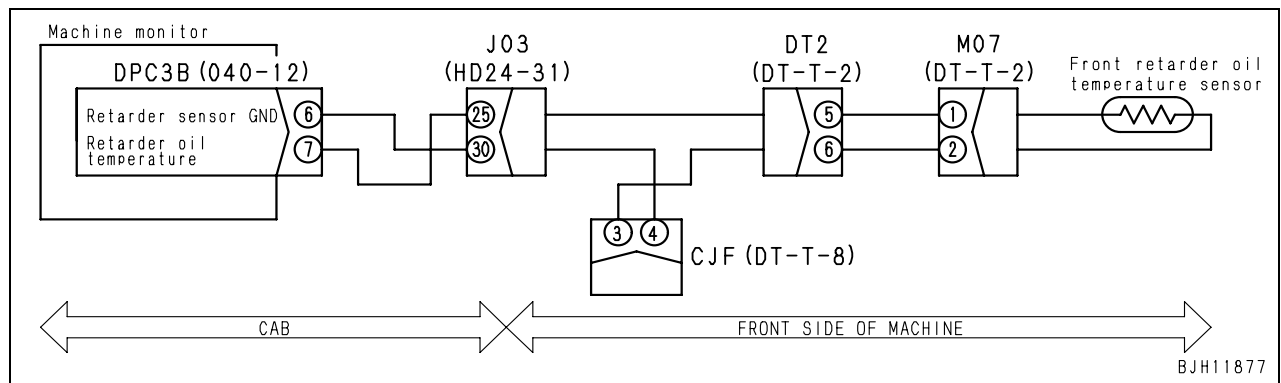 Machine monitor
DPC3B (040-12)
Retarder sensor GND
6
Retarder oil
temperature
7
J03
(HD24-31)
25
30
DT2
(DT-T-2)
5
6
M07
(DT-T-2)
1
2
Front retarder oil
temperature sensor
3
4
CJF (DT-T-8)
CAB
FRONT SIDE OF MACHINE
BJH11877